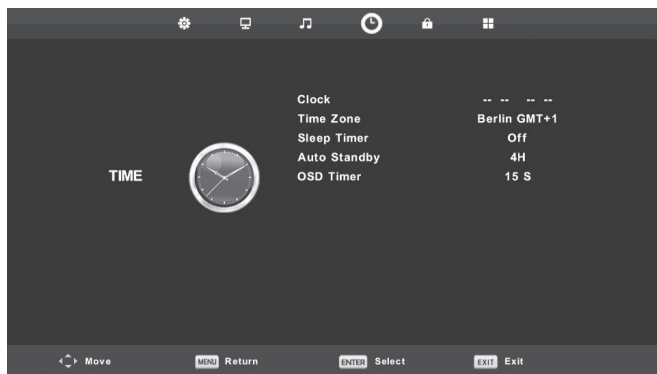 Clock -- -- -- --
Time Zone Berlin GMT+1
Sleep Timer Off
Auto Standby 4H
TIME
OSD Timer 15 S
Move MENU Return ENTER Select EXIT Exit